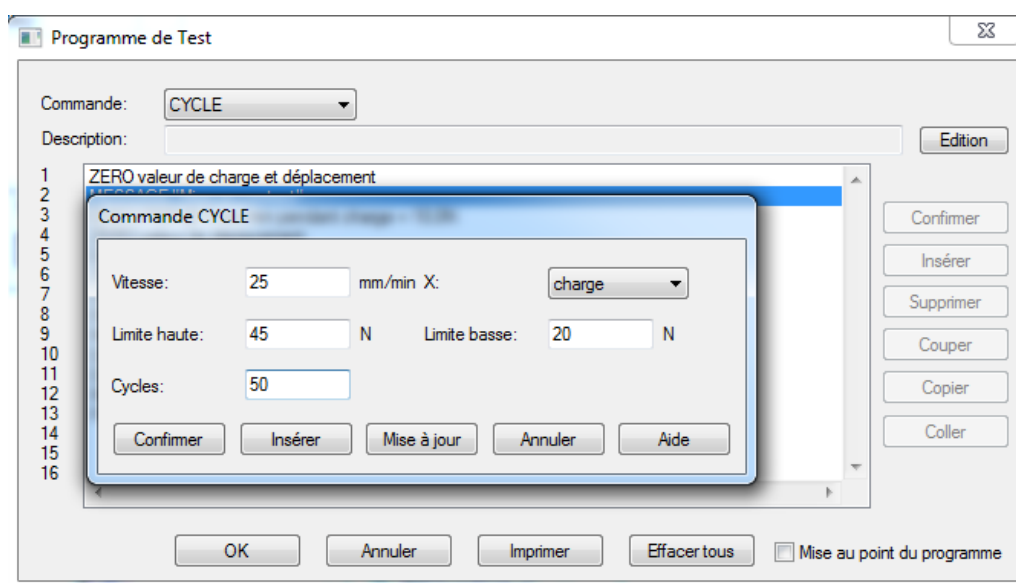 Programme de Test
Commande: CYCLE
Description: Edition
1 ZERO valeur de charge et déplacement
2
3
4
5
6
7
8
9
10
11
12
13
14
15
16
Commande CYCLE
Vitesse: 25 mm/min X: charge
Limite haute: 45 N Limite basse: 20 N
Cycles: 50
Confirmer Insérer Mise à jour Annuler Aide
Confirmer
Insérer
Supprimer
Couper
Copier
Coller
OK Annuler Imprimer Effacer tous Mise au point du programme